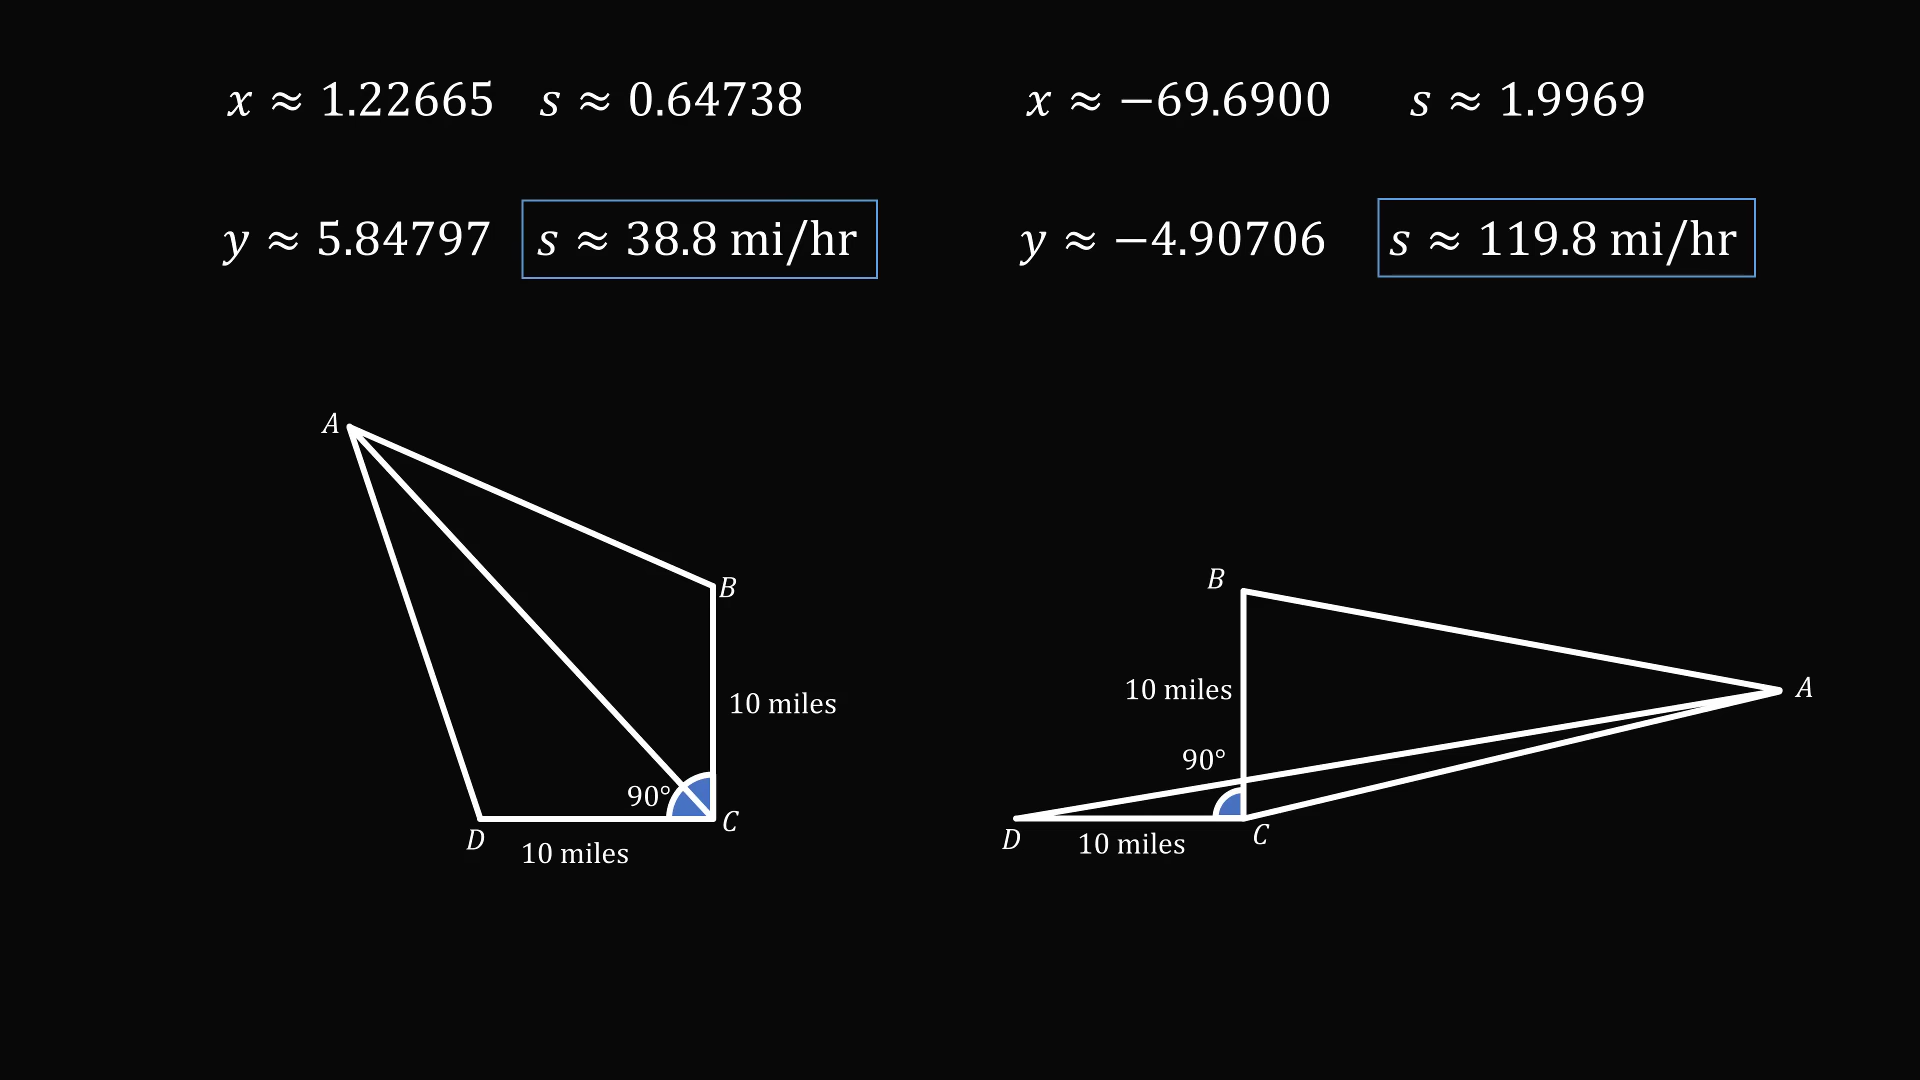 x ≈ 1.22665 s ≈ 0.64738
y ≈ 5.84797 s ≈ 38.8 mi/hr
x ≈ −69.6900 s ≈ 1.9969
y ≈ −4.90706 s ≈ 119.8 mi/hr
A
B
10 miles
90°
C
D
10 miles
B
A
10 miles
90°
D
C
10 miles